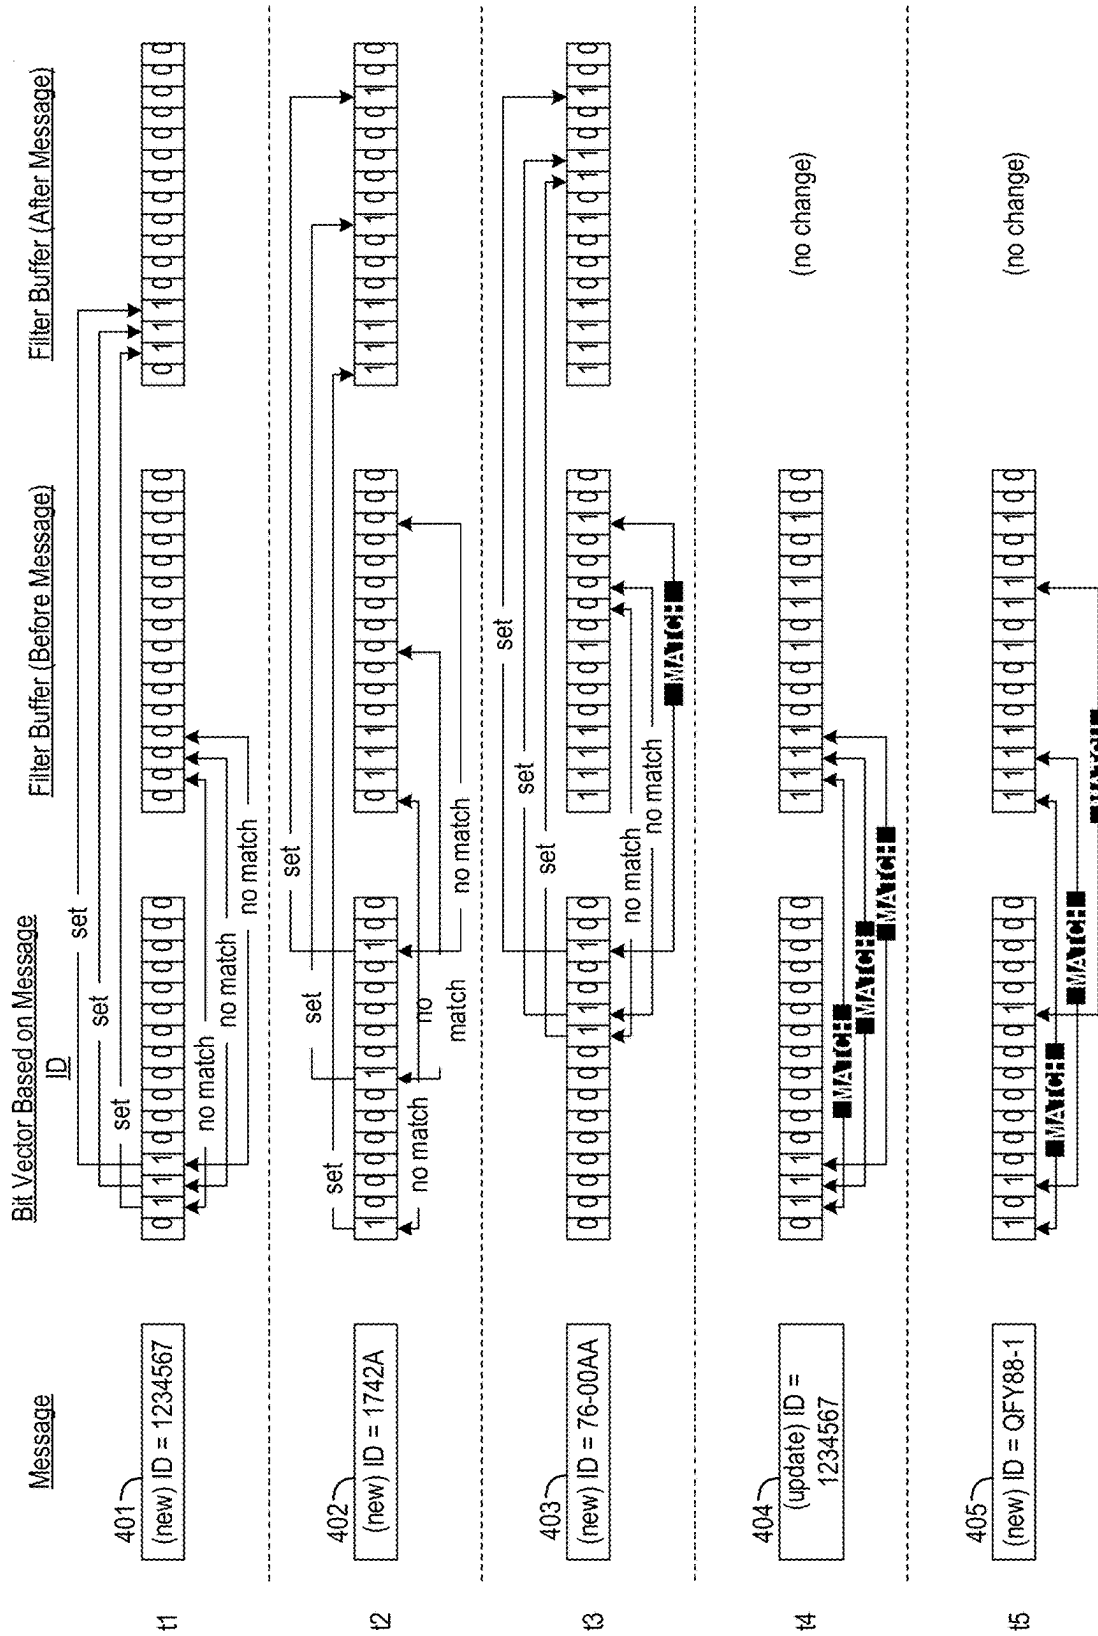 Message
Bit Vector Based on Message
ID
Filter Buffer (Before Message)
Filter Buffer (After Message)
t1
401
(new) ID = 1234567
set
set
set
0 1 1 1 0 0 0 0 0 0 0 0 0 0 0 0
0 0 0 0 0 0 0 0 0 0 0 0 0 0 0 0
0 1 1 1 0 0 0 0 0 0 0 0 0 0 0 0
no match
no match
no match
t2
402
(new) ID = 1742A
set
set
set
1 0 0 0 0 0 0 1 0 0 0 0 0 1 0 0
0 1 1 1 0 0 0 0 0 0 0 0 0 0 0 0
1 1 1 1 0 0 0 1 0 0 0 0 0 1 0 0
no match
no
match
no match
t3
403
(new) ID = 76-00AA
set
set
set
0 0 0 0 0 0 0 0 0 1 1 0 0 1 0 0
1 1 1 1 0 0 0 1 0 0 0 0 0 1 0 0
1 1 1 1 0 0 0 1 0 1 1 0 0 1 0 0
no match
no match
MATCH
t4
404
(update) ID =
1234567
0 1 1 1 0 0 0 0 0 0 0 0 0 0 0 0
1 1 1 1 0 0 0 1 0 1 1 0 0 1 0 0
(no change)
MATCH
MATCH
MATCH
t5
405
(new) ID = QFY88-1
1 0 1 0 0 0 0 0 0 0 1 0 0 0 0 0
1 1 1 1 0 0 0 1 0 1 1 0 0 1 0 0
(no change)
MATCH
MATCH